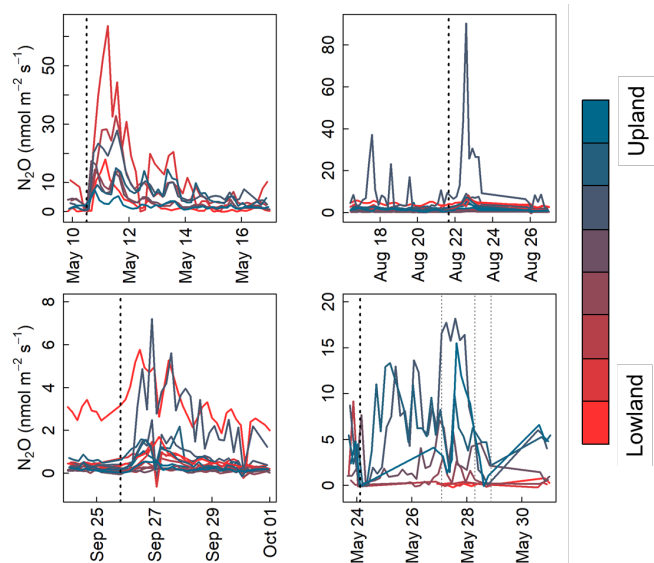 N₂O (nmol m⁻² s⁻¹)
0 10 30 50
May 10 May 12 May 14 May 16
0 20 40 60 80
Aug 18 Aug 20 Aug 22 Aug 24 Aug 26
N₂O (nmol m⁻² s⁻¹)
0 2 4 6 8
Sep 25 Sep 27 Sep 29 Oct 01
0 5 10 15 20
May 24 May 26 May 28 May 30
Upland
Lowland